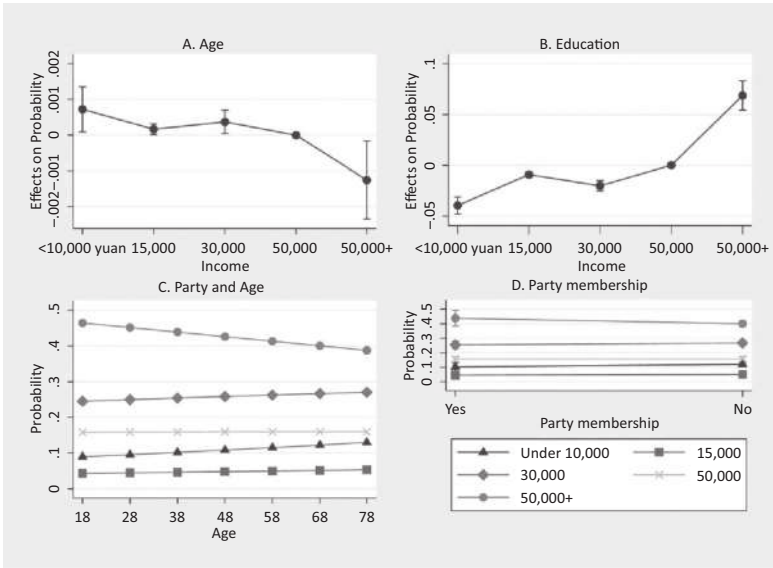 A. Age
Effects on Probability
.002
.001
0
−.001
−.002
<10,000 yuan 15,000 30,000 50,000 50,000+
Income
B. Education
Effects on Probability
.1
.05
0
−.05
<10,000 yuan 15,000 30,000 50,000 50,000+
Income
C. Party and Age
Probability
.5
.4
.3
.2
.1
0
18 28 38 48 58 68 78
Age
D. Party membership
Probability
.5
.4
.3
.2
.1
0
Yes No
Party membership
Under 10,000 15,000
30,000 50,000
50,000+